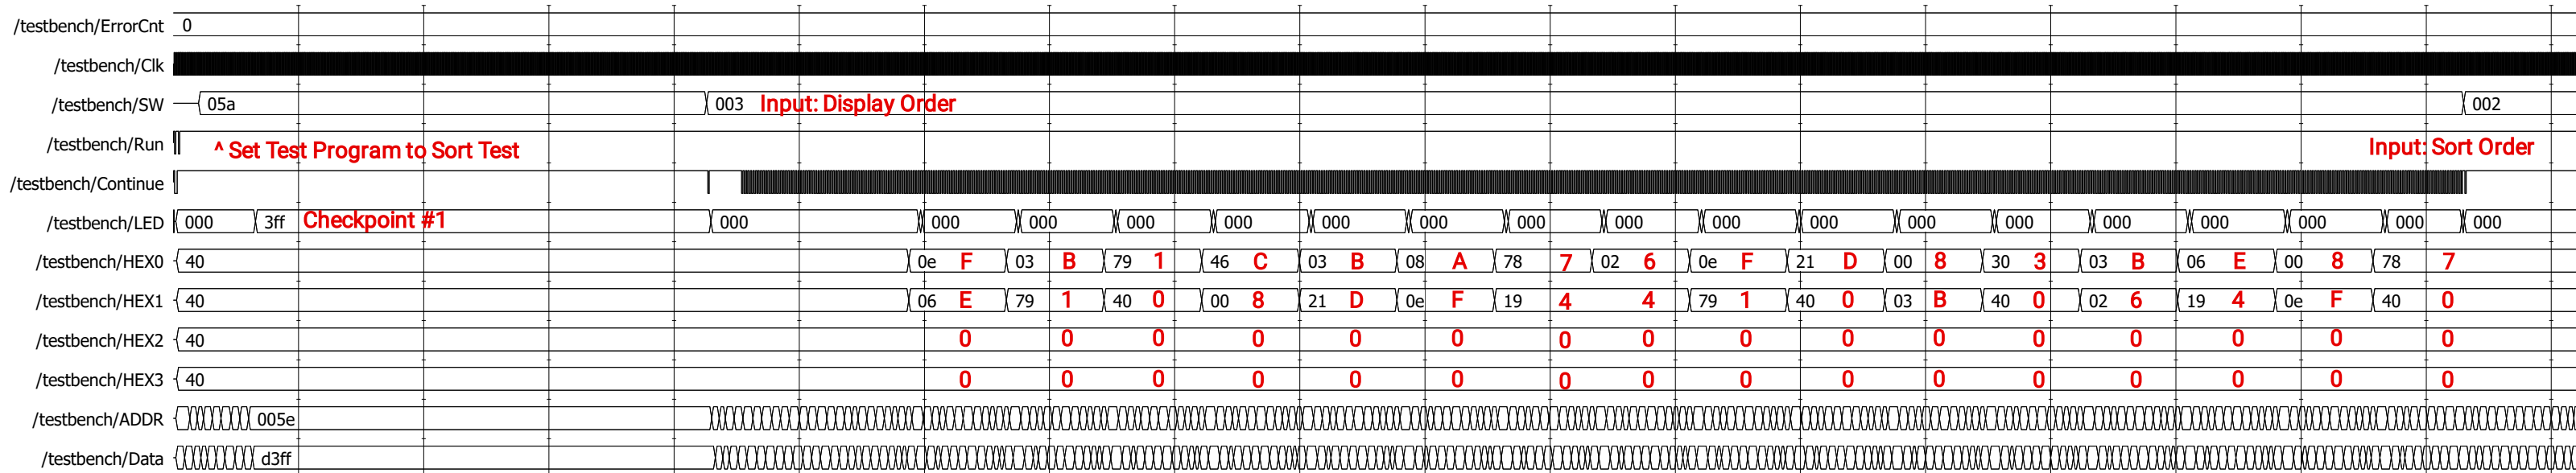 /testbench/ErrorCnt 0
/testbench/Clk
/testbench/SW 05a 003 Input: Display Order 002
/testbench/Run ^ Set Test Program to Sort Test Input: Sort Order
/testbench/Continue
/testbench/LED 000 3ff Checkpoint #1 000 000 000 000 000 000 000 000 000 000 000 000 000 000 000 000 000 000
/testbench/HEX0 40 0e F 03 B 79 1 46 C 03 B 08 A 78 7 02 6 0e F 21 D 00 8 30 3 03 B 06 E 00 8 78 7
/testbench/HEX1 40 06 E 79 1 40 0 00 8 21 D 0e F 19 4 4 79 1 40 0 03 B 40 0 02 6 19 4 0e F 40 0
/testbench/HEX2 40 0 0 0 0 0 0 0 0 0 0 0 0 0 0 0 0
/testbench/HEX3 40 0 0 0 0 0 0 0 0 0 0 0 0 0 0 0 0
/testbench/ADDR 005e
/testbench/Data d3ff